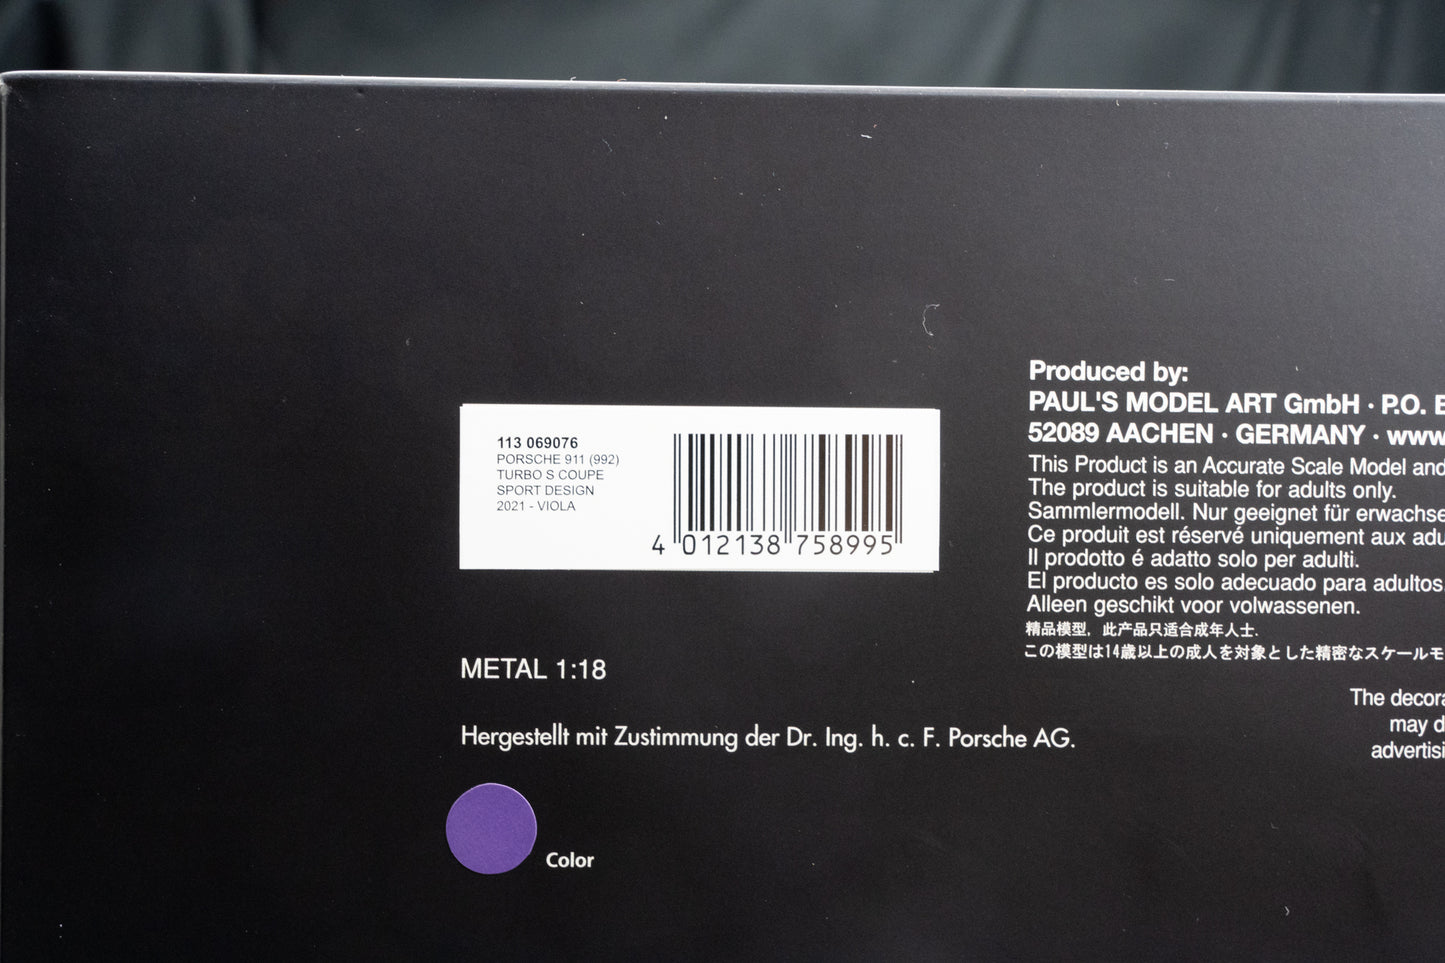 113 069076
PORSCHE 911 (992)
TURBO S COUPE
SPORT DESIGN
2021 - VIOLA
4 012138 758995
METAL 1:18
Hergestellt mit Zustimmung der Dr. Ing. h. c. F. Porsche AG.
Color
Produced by:
PAUL'S MODEL ART GmbH · P.O.
52089 AACHEN · GERMANY · www
This Product is an Accurate Scale Model and
The product is suitable for adults only.
Sammlermodell. Nur geeignet für erwachse
Ce produit est réservé uniquement aux adu
Il prodotto é adatto solo per adulti.
El producto es solo adecuado para adultos.
Alleen geschikt voor volwassenen.
精品模型，此产品只适合成年人士.
この模型は14歳以上の成人を対象とした精密なスケールモ
The decora
may d
advertisi